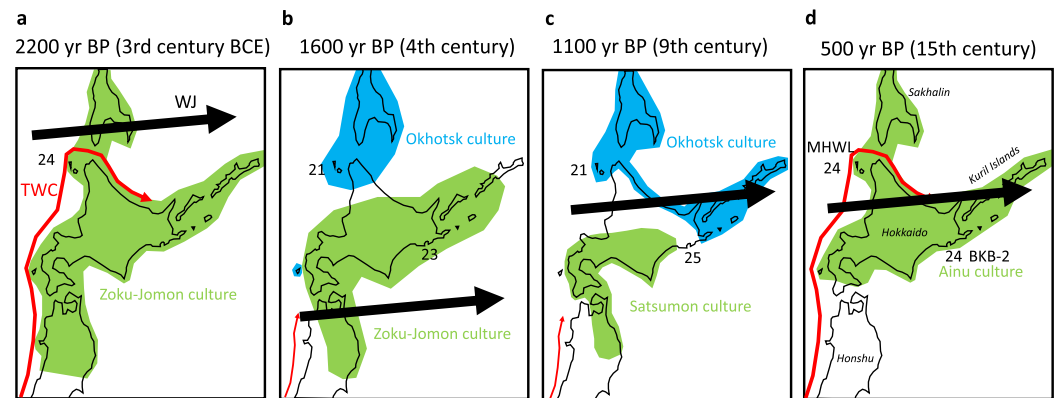 a
2200 yr BP (3rd century BCE)
WJ
24
TWC
Zoku-Jomon culture
b
1600 yr BP (4th century)
Okhotsk culture
21
23
Zoku-Jomon culture
c
1100 yr BP (9th century)
Okhotsk culture
21
25
Satsumon culture
d
500 yr BP (15th century)
Sakhalin
MHWL
24
Kuril Islands
Hokkaido
24 BKB-2
Ainu culture
Honshu